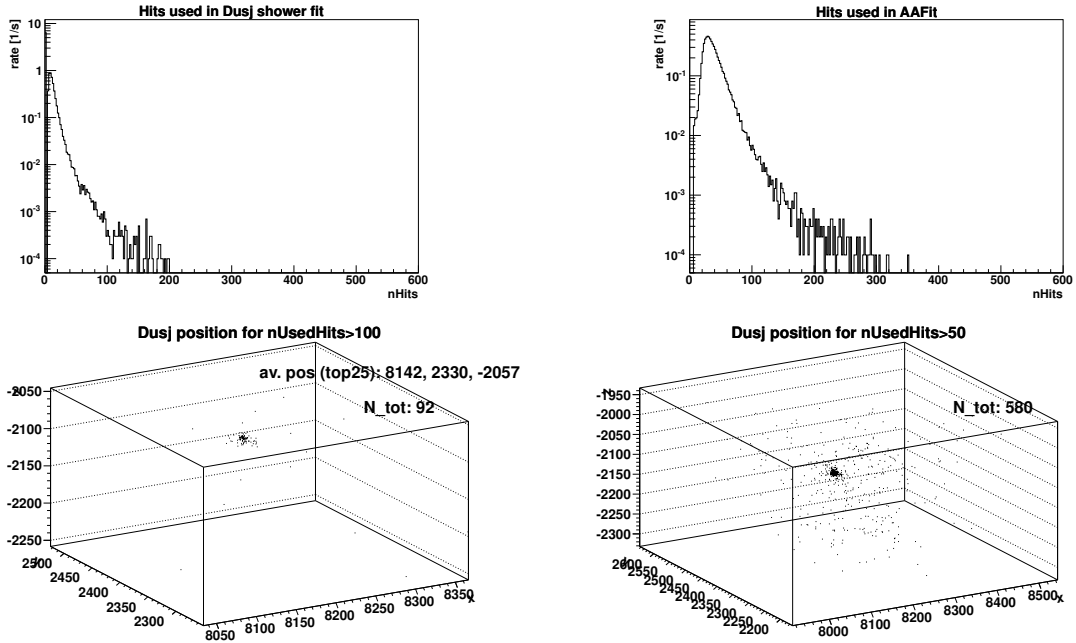 Hits used in Dusj shower fit
rate [1/s]
10
1
10^-1
10^-2
10^-3
10^-4
0 100 200 300 400 500 600
nHits
Hits used in AAFit
rate [1/s]
10^-1
10^-2
10^-3
10^-4
0 100 200 300 400 500 600
nHits
Dusj position for nUsedHits>100
av. pos (top25): 8142, 2330, -2057
N_tot: 92
-2050
-2100
-2150
-2200
-2250
2500
2450
2400
2350
2300
8050 8100 8150 8200 8250 8300 8350
x
Dusj position for nUsedHits>50
N_tot: 580
-1950
-2000
-2050
-2100
-2150
-2200
-2250
-2300
2600
2550
2500
2450
2400
2350
2300
2250
2200
8000 8100 8200 8300 8400 8500
x